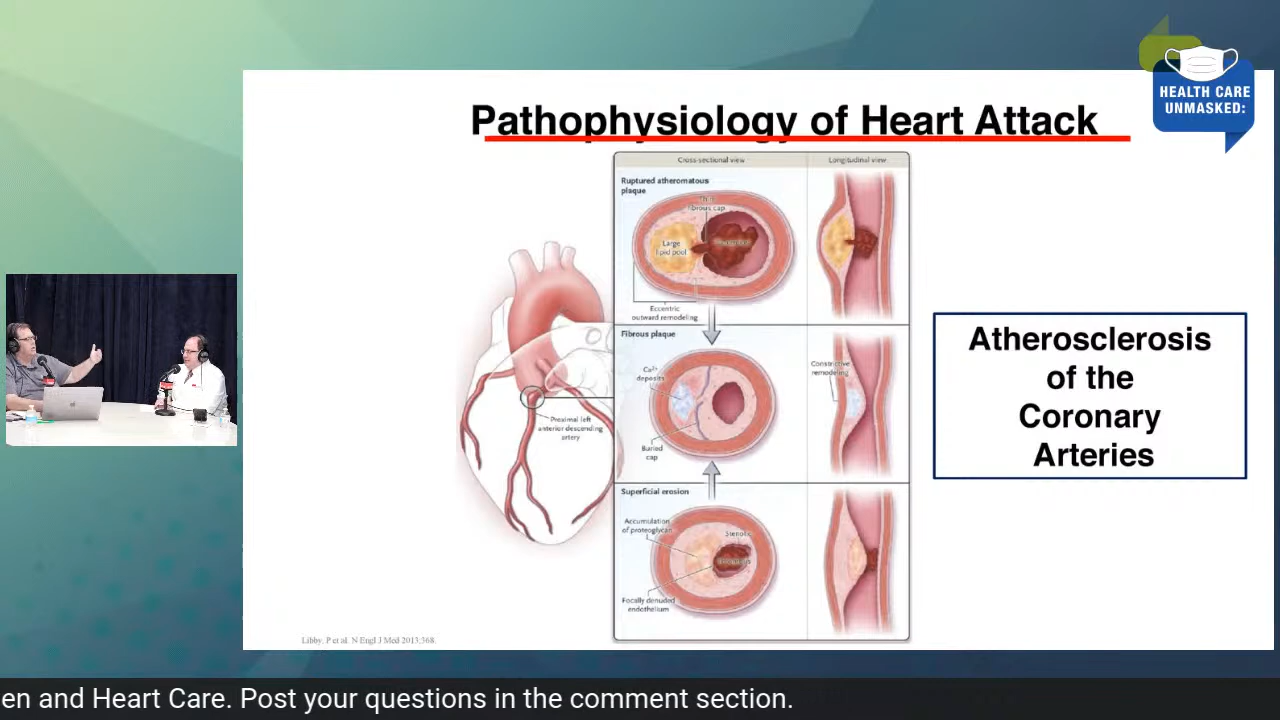 HEALTH CARE
UNMASKED:
Pathophysiology of Heart Attack
Cross-sectional view
Longitudinal view
Ruptured atheromatous
plaque
Thin
fibrous cap
Large
lipid pool
Eccentric
outward remodeling
Fibrous plaque
Ca²⁺
deposits
Constrictive
remodeling
Buried
cap
Proximal left
anterior descending
artery
Superficial erosion
Accumulation
of proteoglycan
Stenotic
Focally denuded
endothelium
Atherosclerosis
of the
Coronary
Arteries
Libby, P et al. N Engl J Med 2013;368.
en and Heart Care. Post your questions in the comment section.